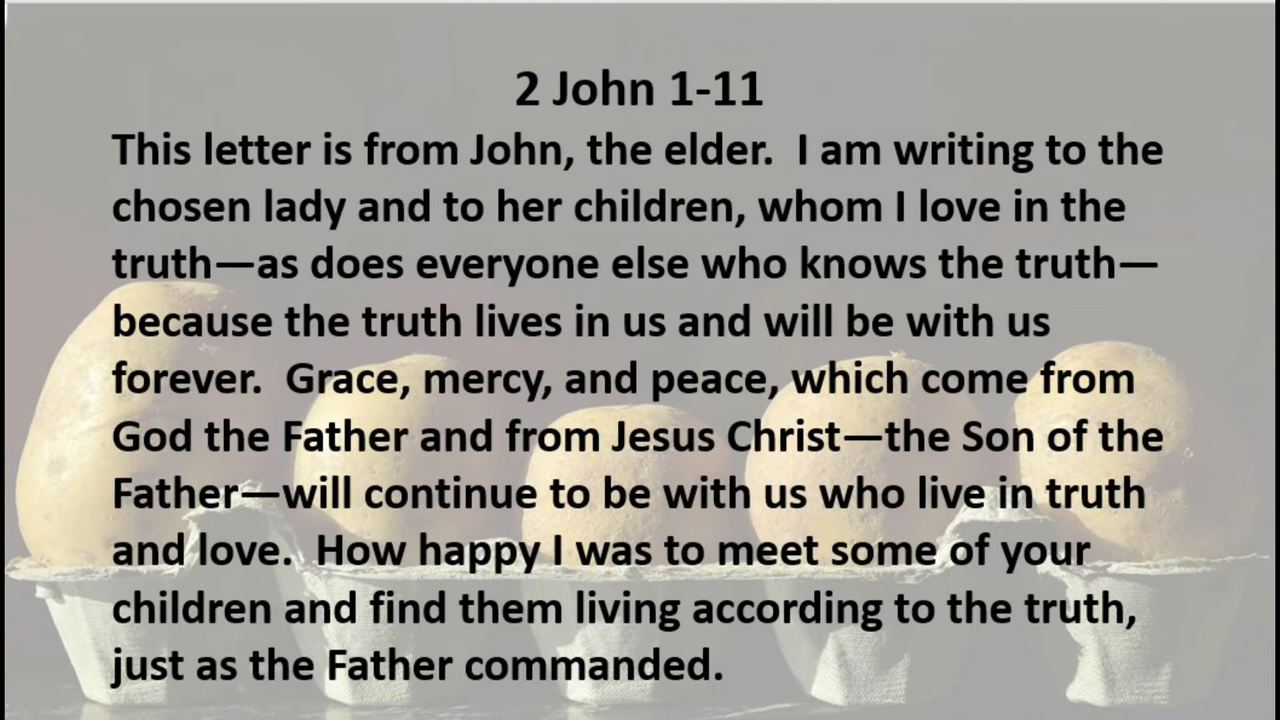 2 John 1-11
This letter is from John, the elder.  I am writing to the
chosen lady and to her children, whom I love in the
truth—as does everyone else who knows the truth—
because the truth lives in us and will be with us
forever.  Grace, mercy, and peace, which come from
God the Father and from Jesus Christ—the Son of the
Father—will continue to be with us who live in truth
and love.  How happy I was to meet some of your
children and find them living according to the truth,
just as the Father commanded.